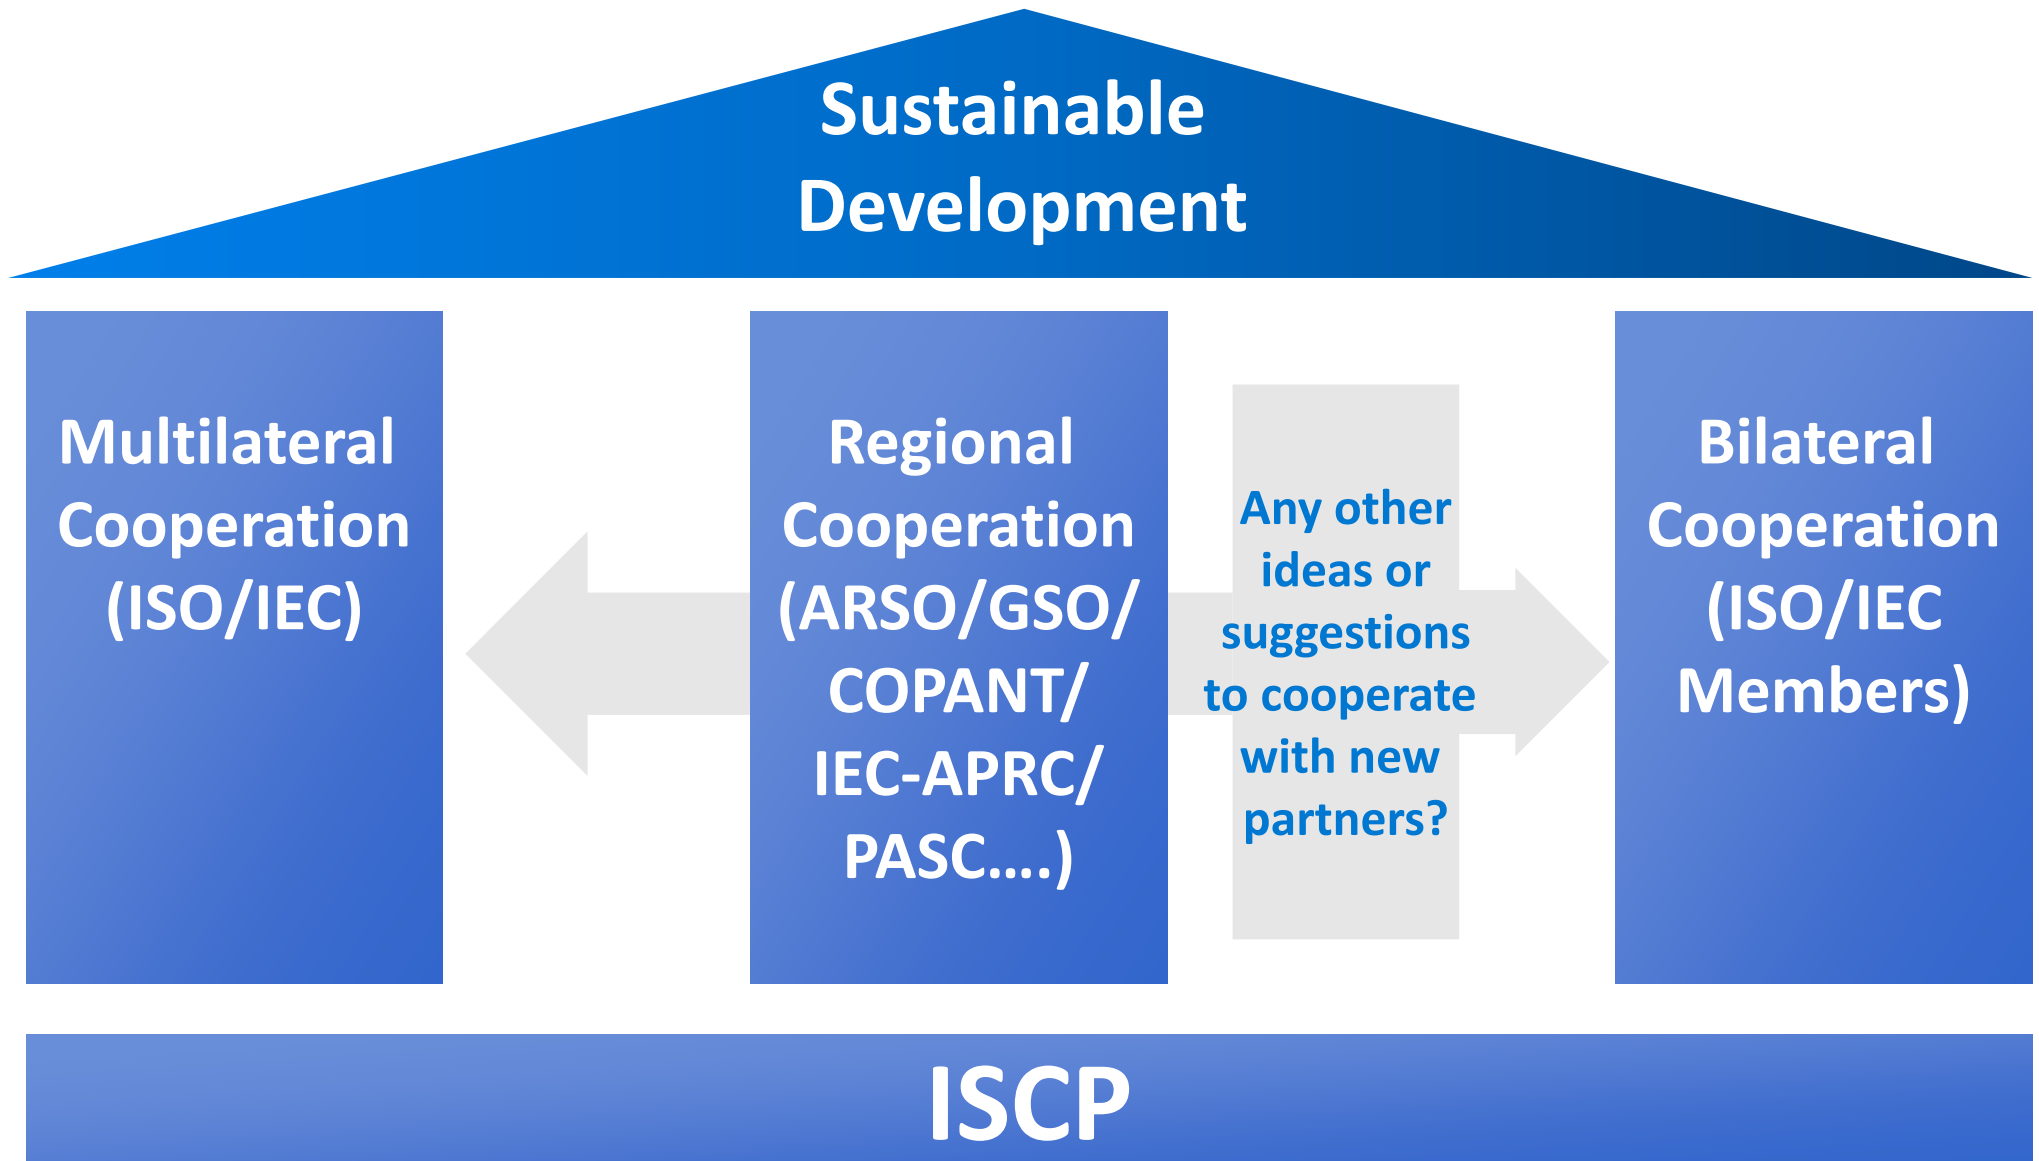 Sustainable
Development
Multilateral
Cooperation
(ISO/IEC)
Regional
Cooperation
(ARSO/GSO/
COPANT/
IEC-APRC/
PASC....)
Any other
ideas or
suggestions
to cooperate
with new
partners?
Bilateral
Cooperation
(ISO/IEC
Members)
ISCP